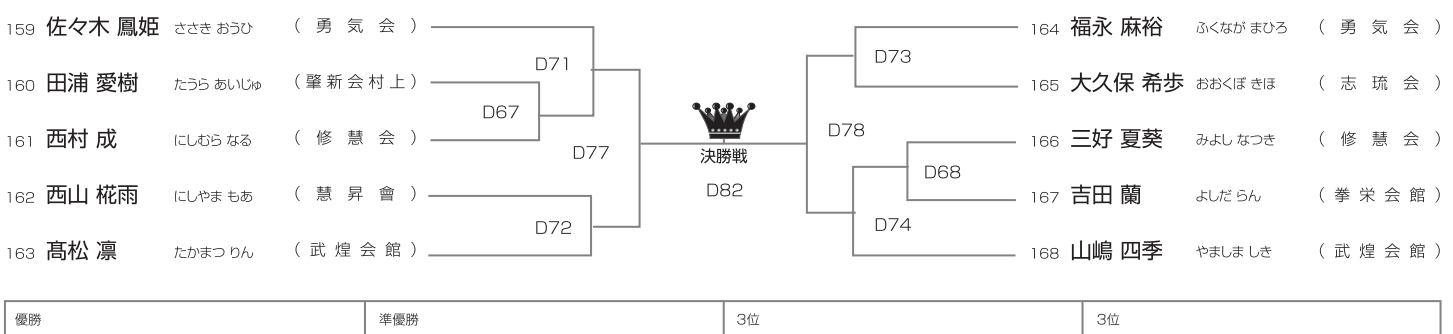 159 佐々木 鳳姫 ささき おうひ （ 勇 気 会 ）
D71
160 田浦 愛樹 たうら あいじゅ （ 肇 新 会 村 上 ）
D67
161 西村 成 にしむら なる （ 修 慧 会 ）
D77
162 西山 椛雨 にしやま もあ （ 慧 昇 會 ）
D72
163 髙松 凛 たかまつ りん （ 武 煌 会 館 ）
決勝戦
D82
164 福永 麻裕 ふくなが まひろ （ 勇 気 会 ）
D73
165 大久保 希歩 おおくぼ きほ （ 志 琉 会 ）
D78
166 三好 夏葵 みよし なつき （ 修 慧 会 ）
D68
167 吉田 蘭 よしだ らん （ 拳 栄 会 館 ）
D74
168 山嶋 四季 やましま しき （ 武 煌 会 館 ）
優勝 準優勝 3位 3位